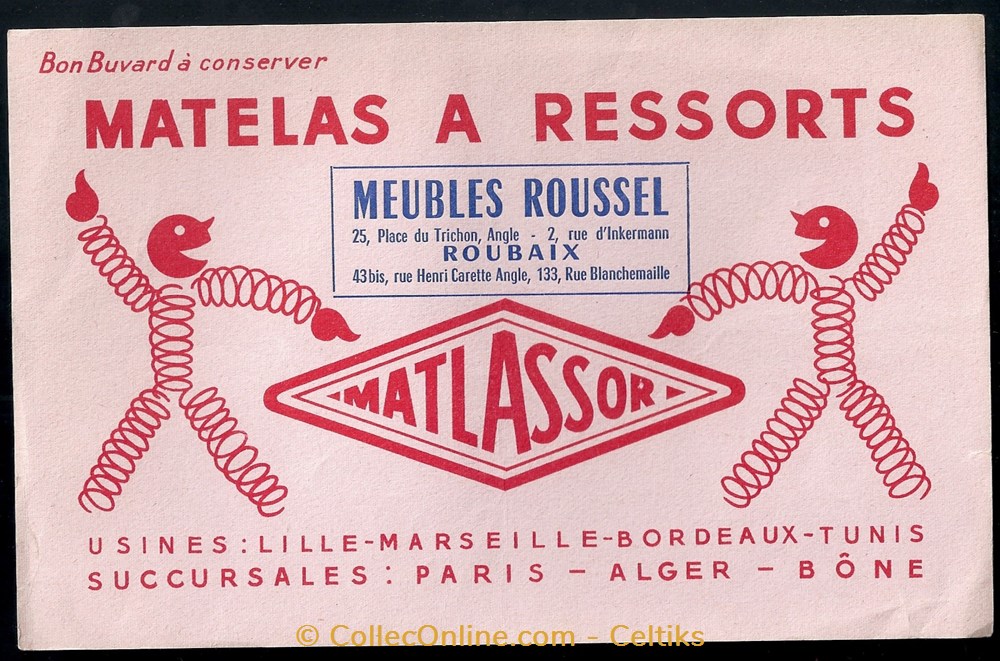 Bon Buvard à conserver
MATELAS A RESSORTS
MEUBLES ROUSSEL
25, Place du Trichon, Angle - 2, rue d'Inkermann
ROUBAIX
43bis, rue Henri Carette Angle, 133, Rue Blanchemaille
MATLASSOR
USINES : LILLE-MARSEILLE-BORDEAUX-TUNIS
SUCCURSALES : PARIS - ALGER - BÔNE
© CollecOnline.com - Celtiks